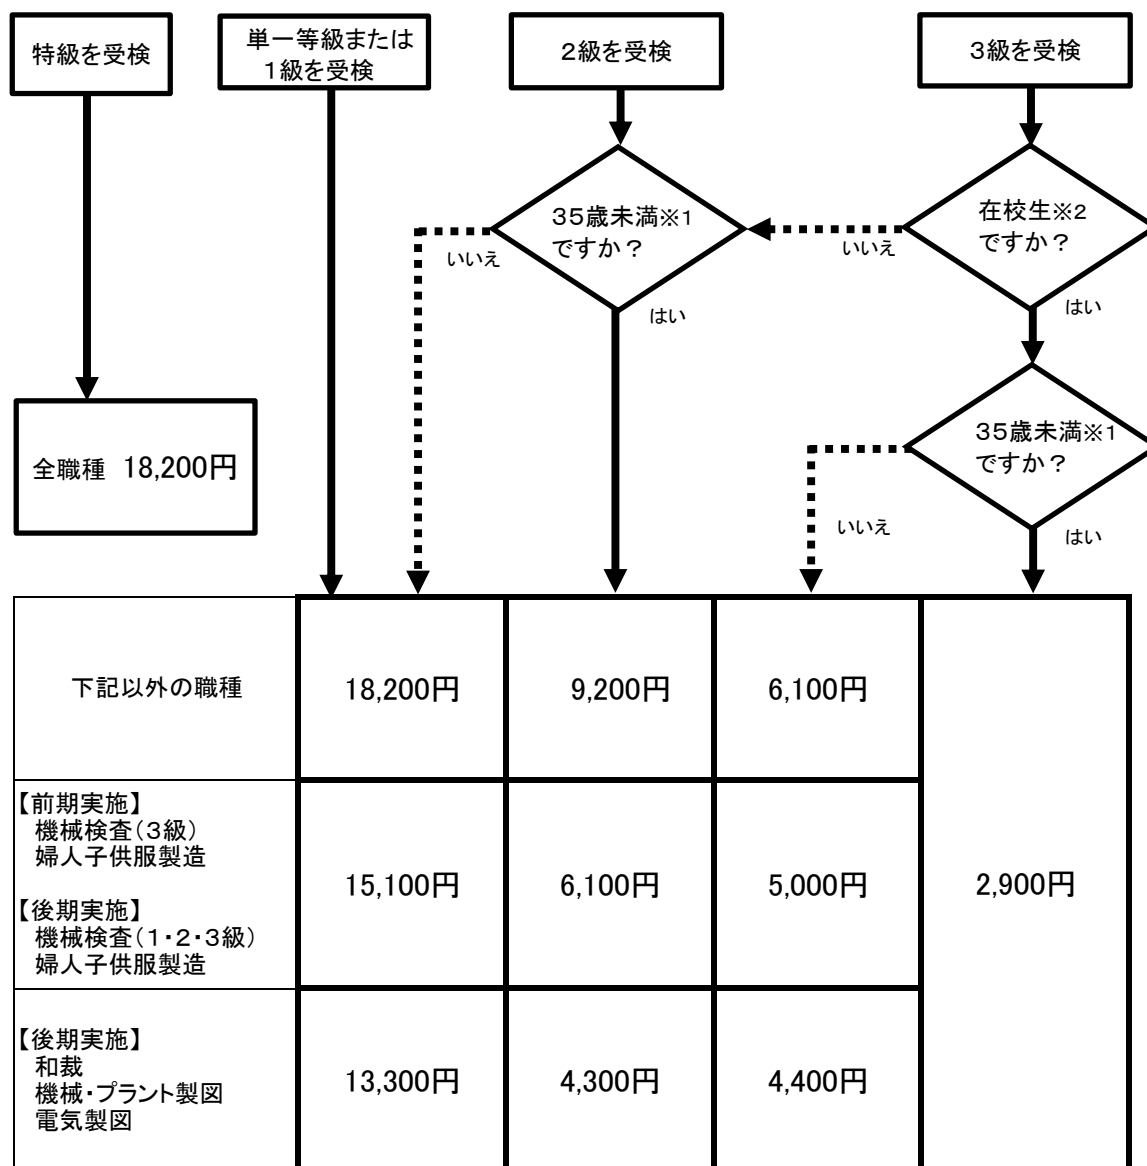 特級を受検
単一等級または
1級を受検
2級を受検
3級を受検
35歳未満※1
ですか？
在校生※2
ですか？
いいえ
いいえ
はい
はい
35歳未満※1
ですか？
全職種 18,200円
いいえ
はい
下記以外の職種
18,200円
9,200円
6,100円
【前期実施】
機械検査（3級）
婦人子供服製造
【後期実施】
機械検査（1・2・3級）
婦人子供服製造
15,100円
6,100円
5,000円
2,900円
【後期実施】
和裁
機械・プラント製図
電気製図
13,300円
4,300円
4,400円